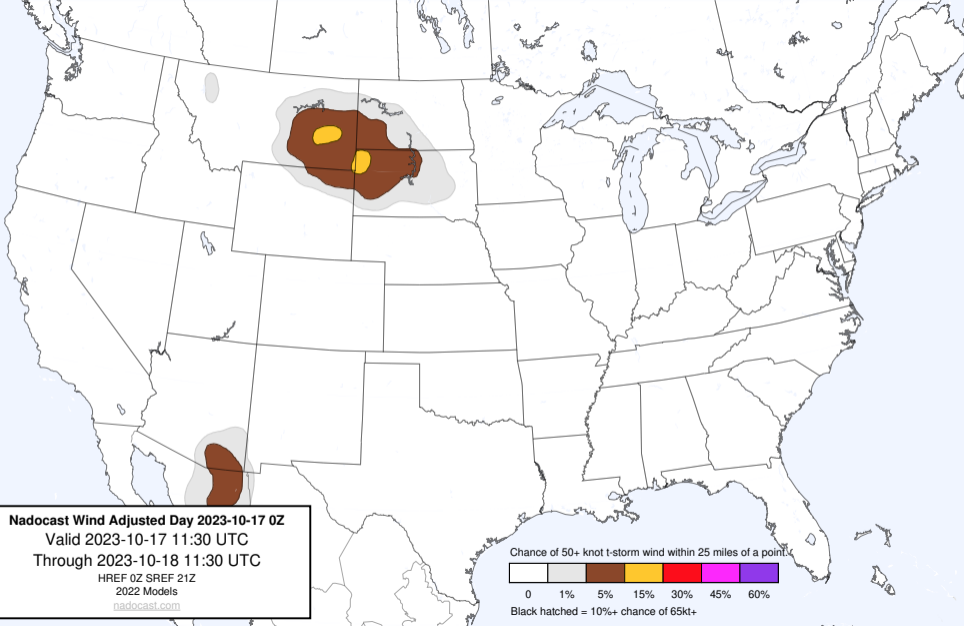 Nadocast Wind Adjusted Day 2023-10-17 0Z
Valid 2023-10-17 11:30 UTC
Through 2023-10-18 11:30 UTC
HREF 0Z SREF 21Z
2022 Models
nadocast.com
Chance of 50+ knot t-storm wind within 25 miles of a point.
0 1% 5% 15% 30% 45% 60%
Black hatched = 10%+ chance of 65kt+